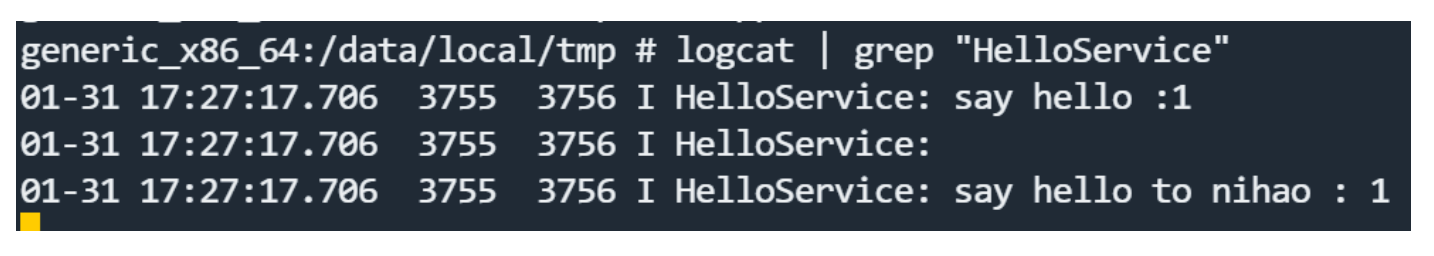 generic_x86_64:/data/local/tmp # logcat | grep "HelloService"
01-31 17:27:17.706  3755  3756 I HelloService: say hello :1
01-31 17:27:17.706  3755  3756 I HelloService:
01-31 17:27:17.706  3755  3756 I HelloService: say hello to nihao : 1